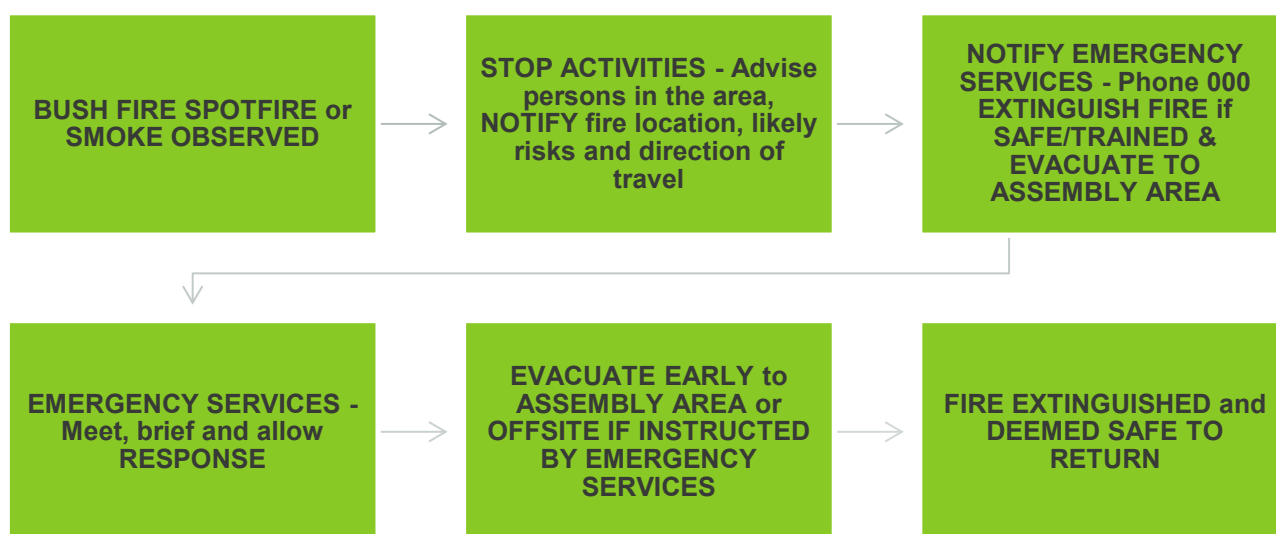 BUSH FIRE SPOTFIRE or
SMOKE OBSERVED
STOP ACTIVITIES - Advise
persons in the area,
NOTIFY fire location, likely
risks and direction of
travel
NOTIFY EMERGENCY
SERVICES - Phone 000
EXTINGUISH FIRE if
SAFE/TRAINED &
EVACUATE TO
ASSEMBLY AREA
EMERGENCY SERVICES -
Meet, brief and allow
RESPONSE
EVACUATE EARLY to
ASSEMBLY AREA or
OFFSITE IF INSTRUCTED
BY EMERGENCY
SERVICES
FIRE EXTINGUISHED and
DEEMED SAFE TO
RETURN